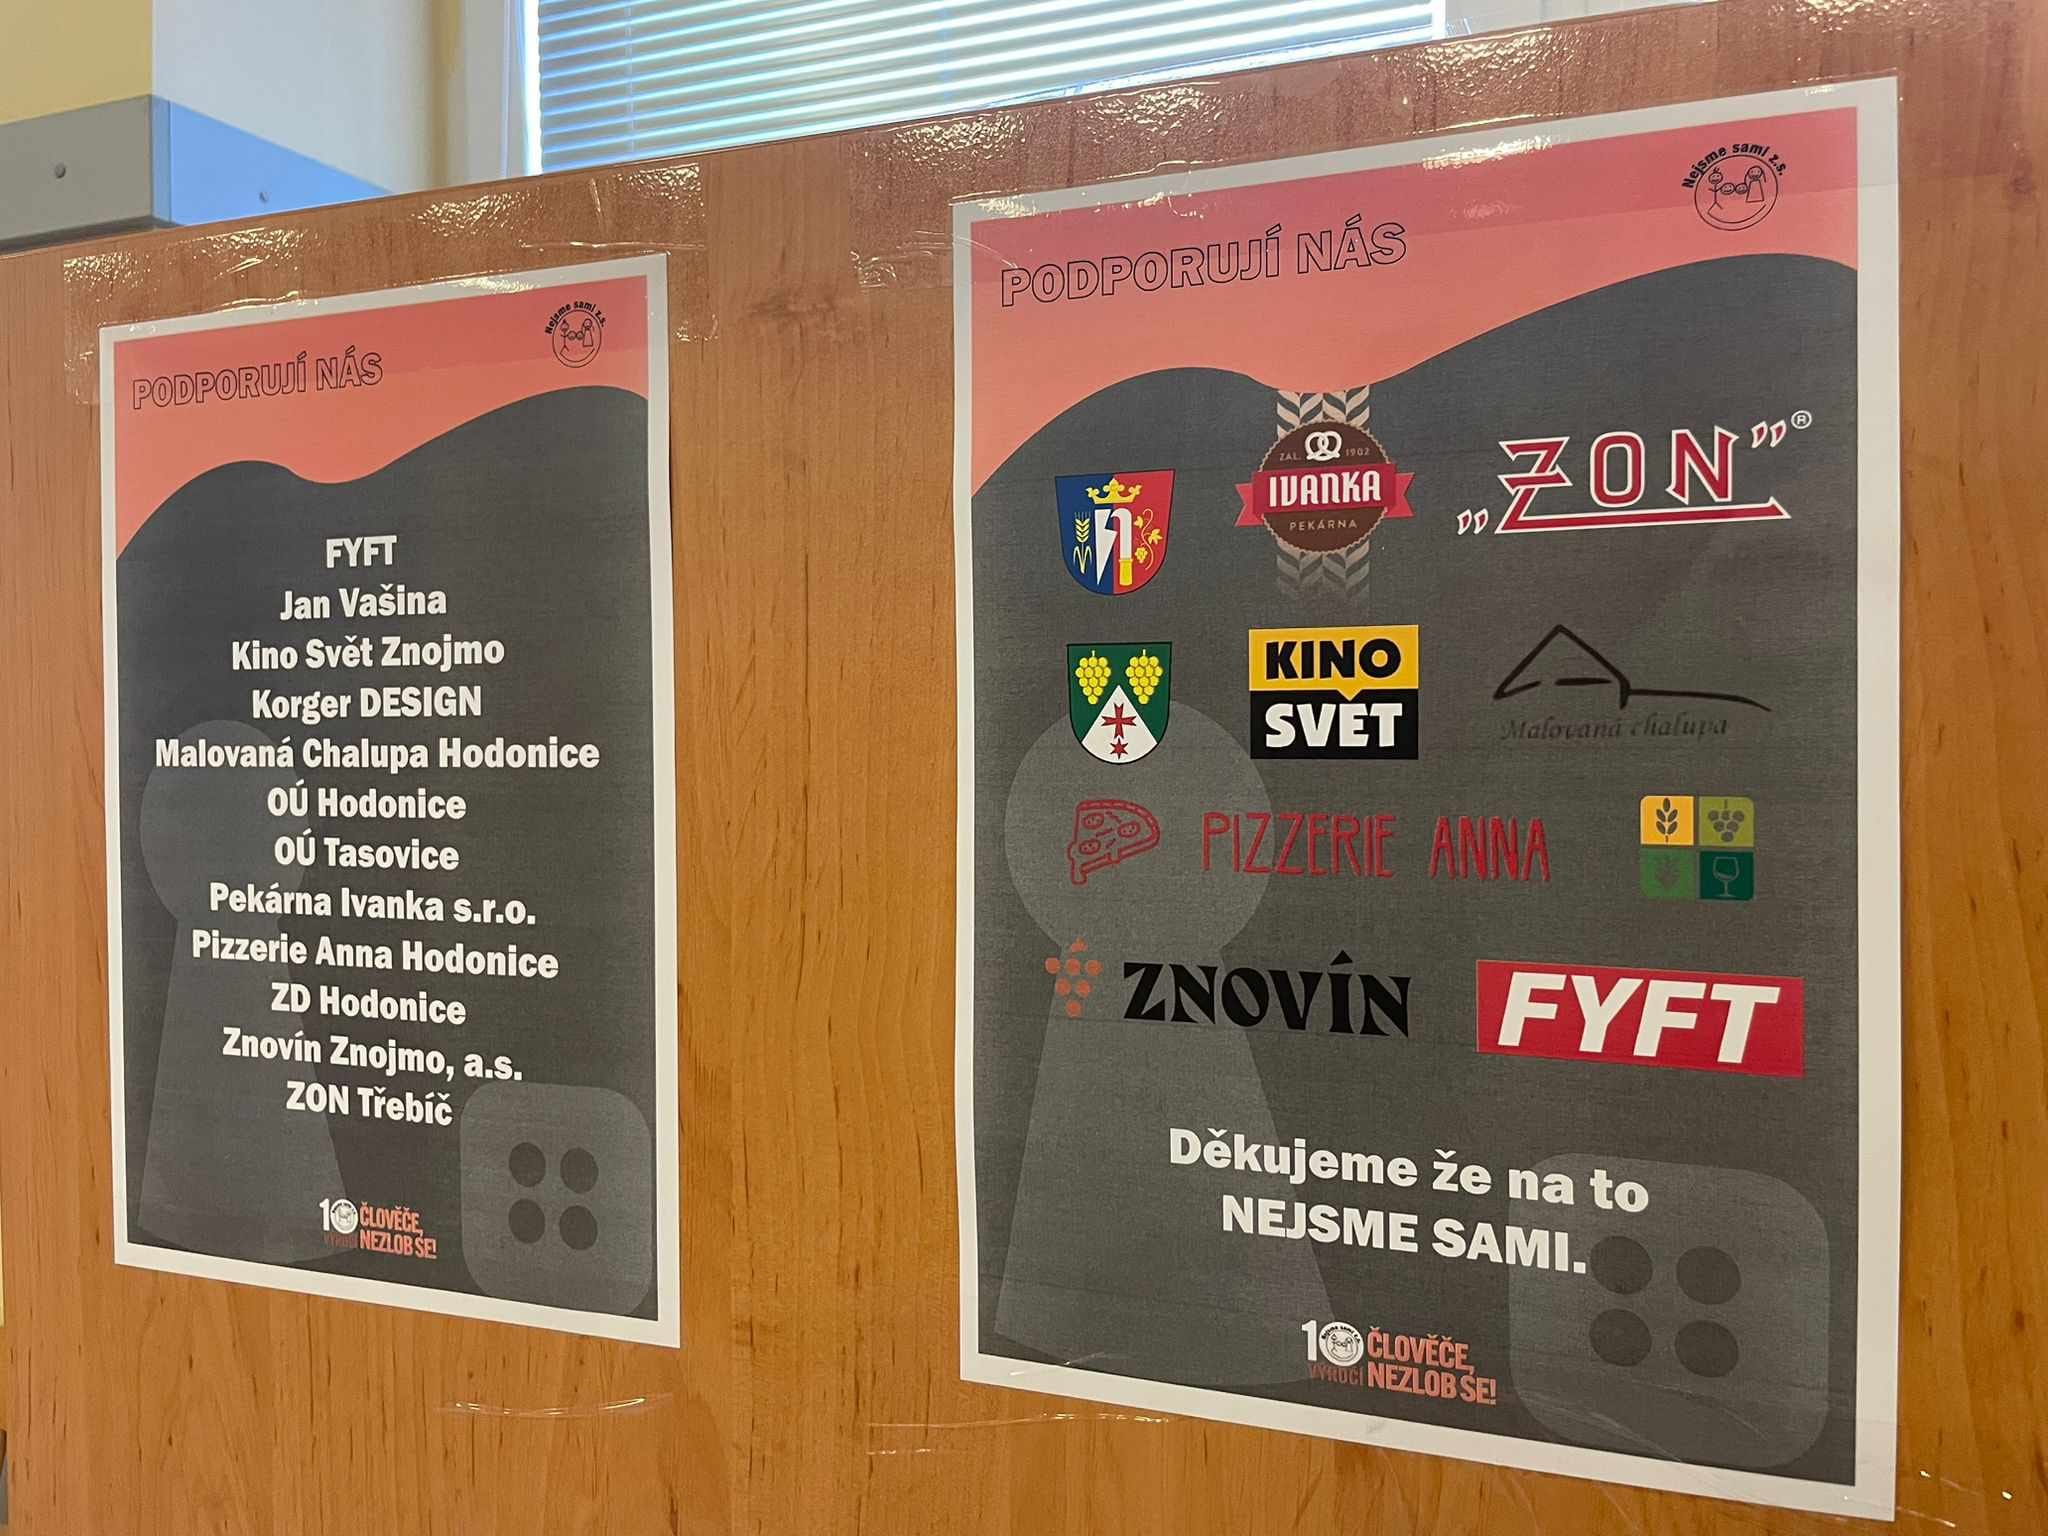 Nejsme sami z.s.
PODPORUJÍ NÁS
FYFT
Jan Vašina
Kino Svět Znojmo
Korger DESIGN
Malovaná Chalupa Hodonice
OÚ Hodonice
OÚ Tasovice
Pekárna Ivanka s.r.o.
Pizzerie Anna Hodonice
ZD Hodonice
Znovín Znojmo, a.s.
ZON Třebíč
10 ČLOVĚČE,
VÝROČÍ NEZLOB SE!
Nejsme sami z.s.
PODPORUJÍ NÁS
ZAL. 1902
IVANKA
PEKÁRNA
„ZON”®
KINO
SVĚT
Malovaná chalupa
PIZZERIE ANNA
ZNOVÍN
FYFT
Děkujeme že na to
NEJSME SAMI.
10 ČLOVĚČE,
VÝROČÍ NEZLOB SE!